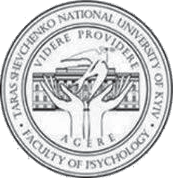 TARAS SHEVCHENKO NATIONAL UNIVERSITY OF KYIV
• FACULTY OF PSYCHOLOGY •
VIDERE PROVIDERE
AGERE